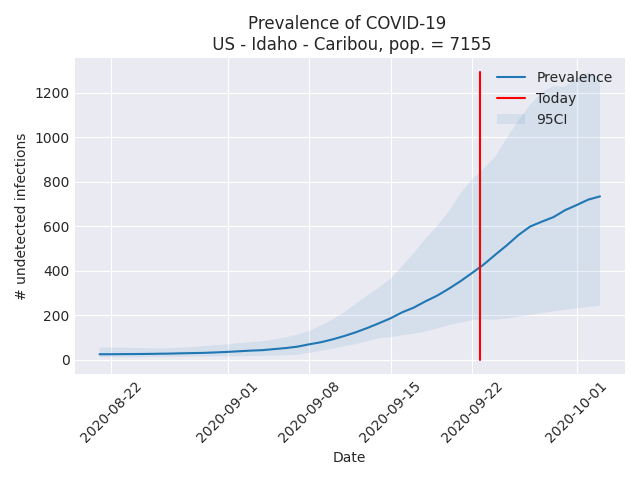 Prevalence of COVID-19
US - Idaho - Caribou, pop. = 7155
Prevalence
Today
95CI
# undetected infections
1200
1000
800
600
400
200
0
2020-08-22
2020-09-01
2020-09-08
2020-09-15
2020-09-22
2020-10-01
Date